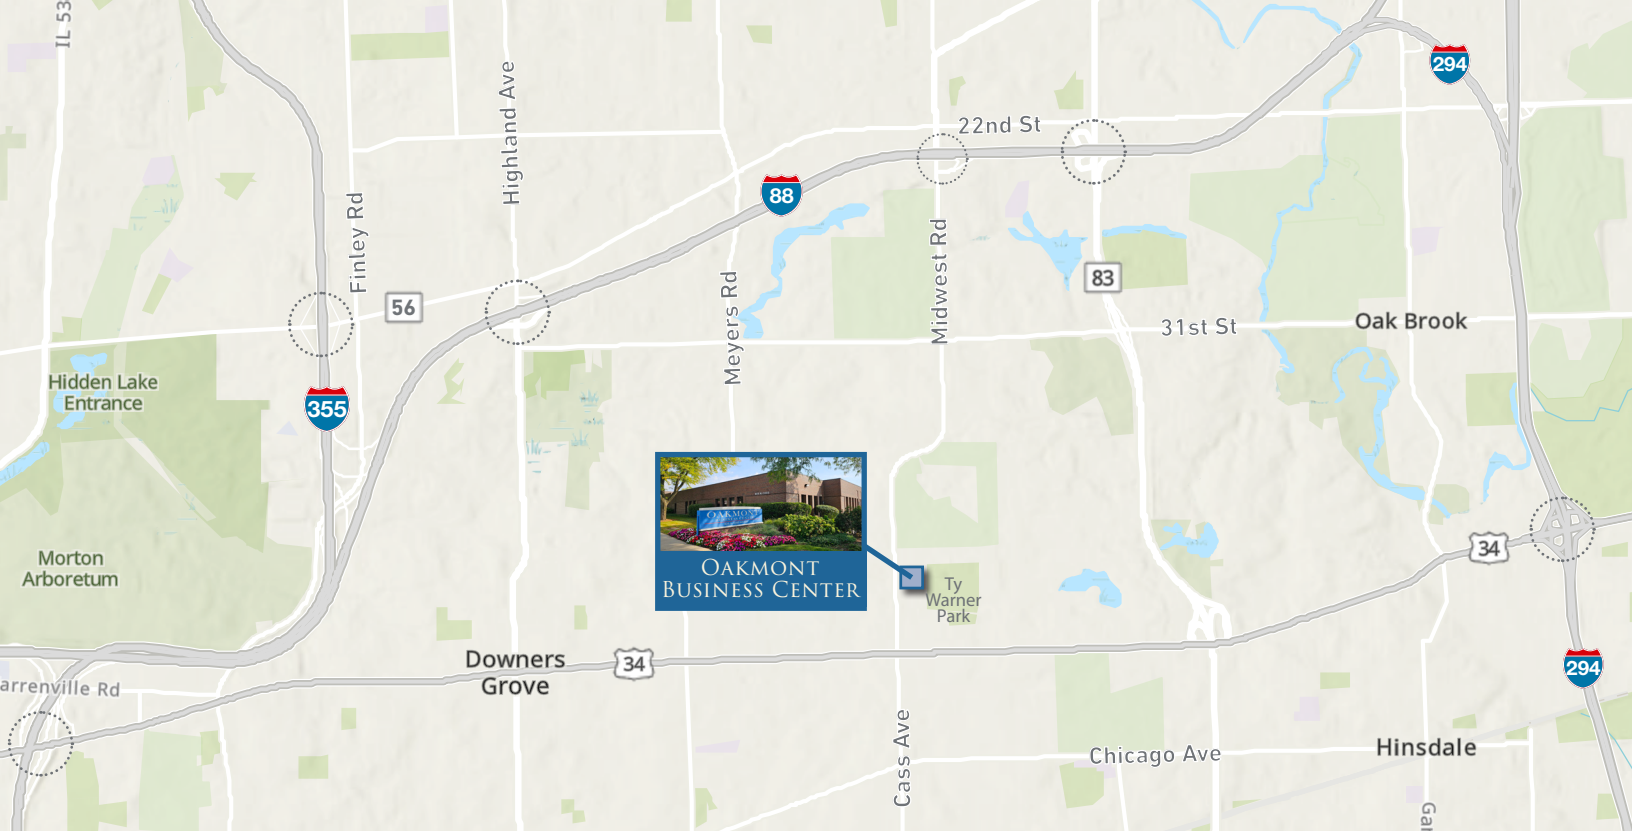 IL 53
294
Highland Ave
22nd St
88
Finley Rd
56
Midwest Rd
83
Meyers Rd
31st St
Oak Brook
Hidden Lake
Entrance
355
OAKMONT
OAKMONT
BUSINESS CENTER
34
Morton
Arboretum
Ty
Warner
Park
Downers
Grove
34
294
arrenville Rd
Cass Ave
Chicago Ave
Hinsdale
Gar